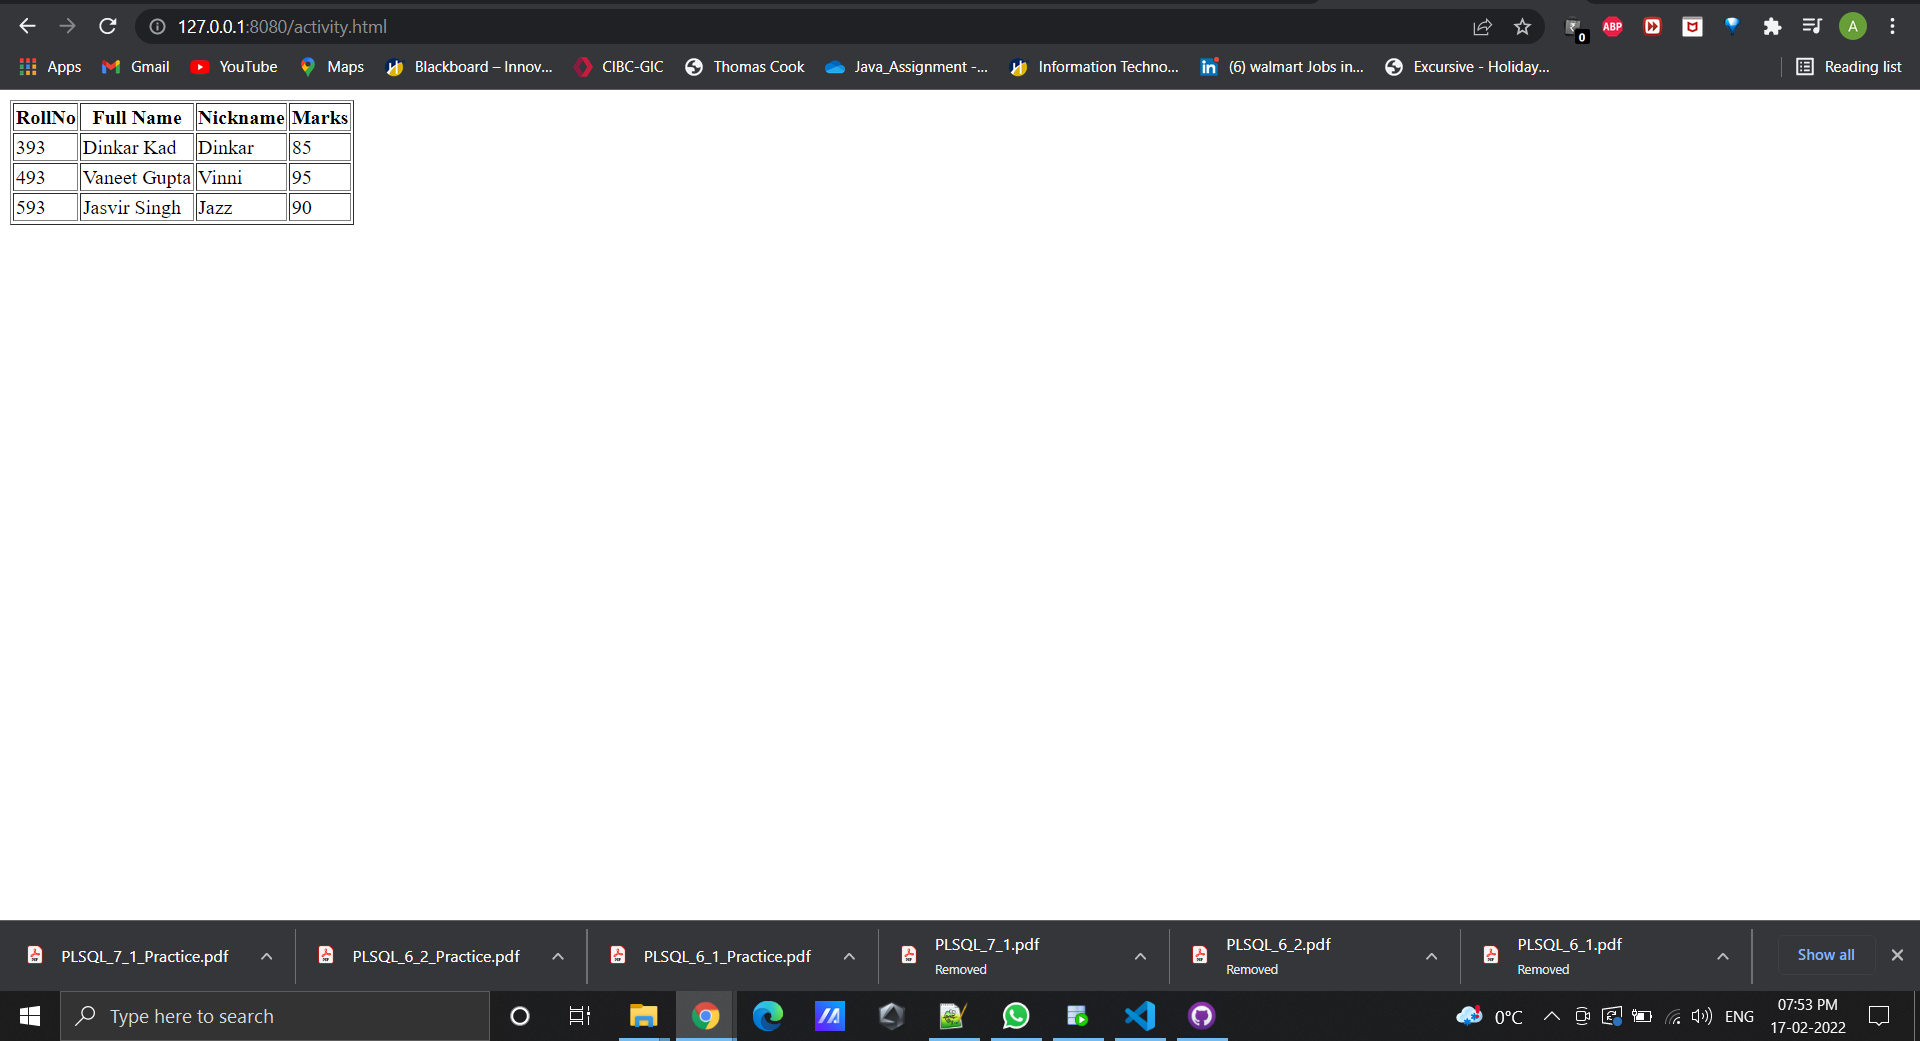 127.0.0.1:8080/activity.html
0
ABP
A
Apps Gmail YouTube Maps Blackboard – Innov... CIBC-GIC Thomas Cook Java_Assignment -... Information Techno... (6) walmart Jobs in... Excursive - Holiday... Reading list
RollNo Full Name Nickname Marks
393 Dinkar Kad Dinkar 85
493 Vaneet Gupta Vinni 95
593 Jasvir Singh Jazz 90
PLSQL_7_1_Practice.pdf PLSQL_6_2_Practice.pdf PLSQL_6_1_Practice.pdf PLSQL_7_1.pdf PLSQL_6_2.pdf PLSQL_6_1.pdf Show all
Removed Removed Removed
Type here to search
0°C ENG 07:53 PM
17-02-2022